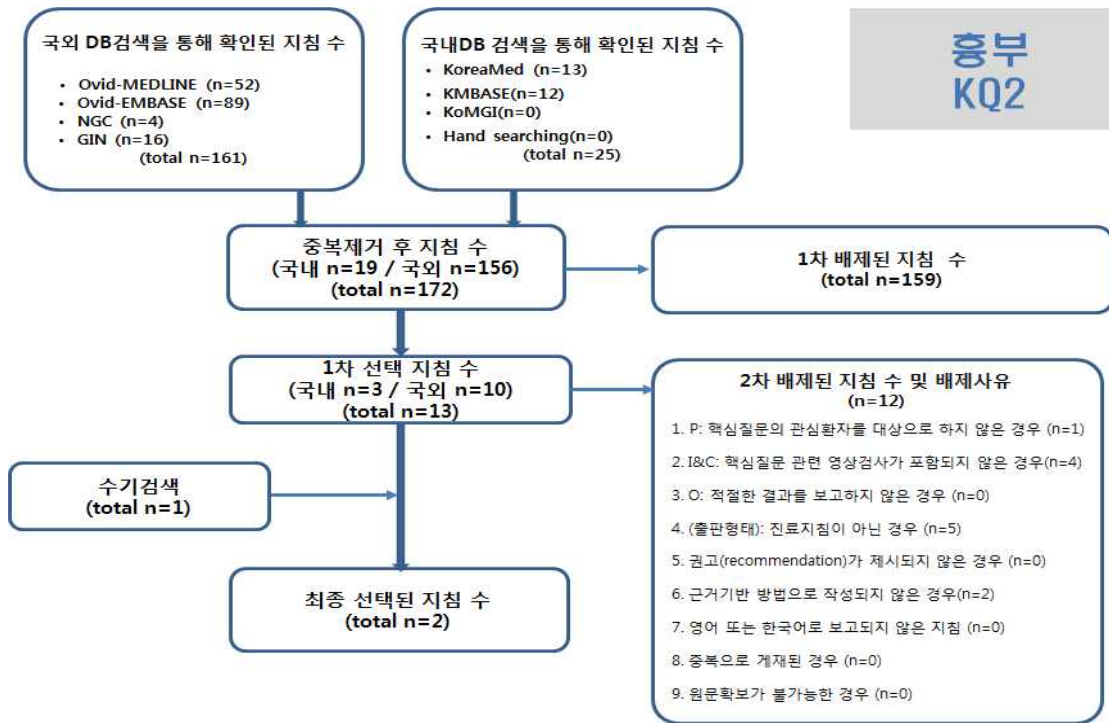 국외 DB검색을 통해 확인된 지침 수
• Ovid-MEDLINE (n=52)
• Ovid-EMBASE (n=89)
• NGC (n=4)
• GIN (n=16)
(total n=161)
국내DB 검색을 통해 확인된 지침 수
• KoreaMed (n=13)
• KMBASE(n=12)
• KoMGI(n=0)
• Hand searching(n=0)
(total n=25)
흉부
KQ2
중복제거 후 지침 수
(국내 n=19 / 국외 n=156)
(total n=172)
1차 배제된 지침 수
(total n=159)
1차 선택 지침 수
(국내 n=3 / 국외 n=10)
(total n=13)
2차 배제된 지침 수 및 배제사유
(n=12)
1. P: 핵심질문의 관심환자를 대상으로 하지 않은 경우 (n=1)
2. I&C: 핵심질문 관련 영상검사가 포함되지 않은 경우(n=4)
3. O: 적절한 결과를 보고하지 않은 경우 (n=0)
4. (출판형태): 진료지침이 아닌 경우 (n=5)
5. 권고(recommendation)가 제시되지 않은 경우 (n=0)
6. 근거기반 방법으로 작성되지 않은 경우(n=2)
7. 영어 또는 한국어로 보고되지 않은 지침 (n=0)
8. 중복으로 게재된 경우 (n=0)
9. 원문확보가 불가능한 경우 (n=0)
수기검색
(total n=1)
최종 선택된 지침 수
(total n=2)